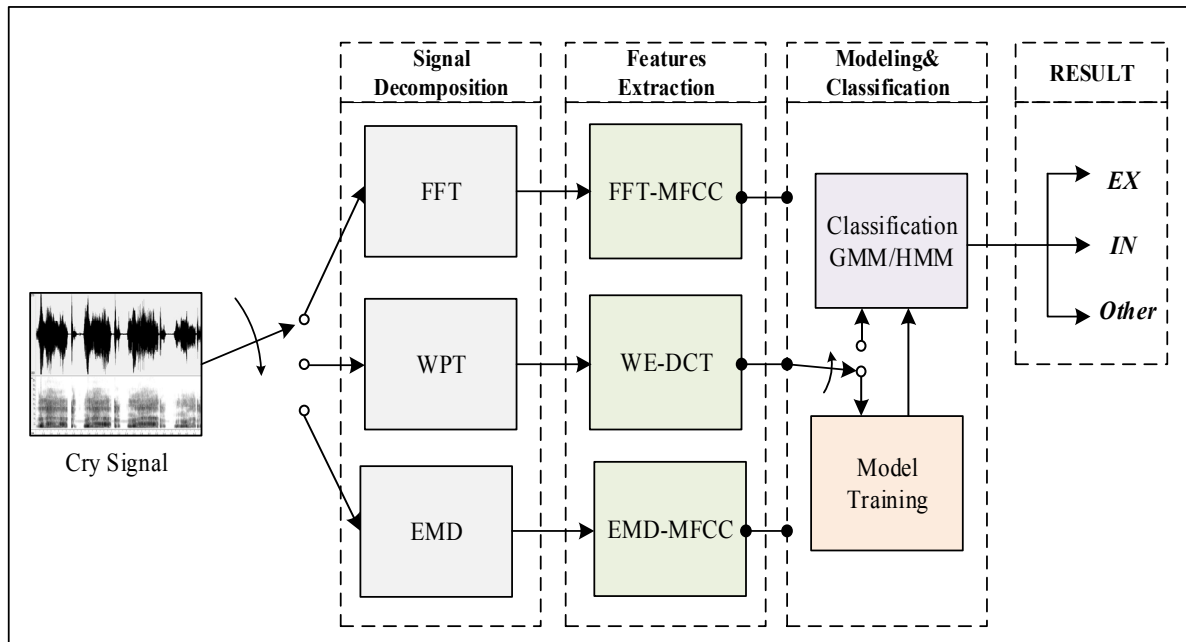 Signal
Decomposition
Features
Extraction
Modeling&
Classification
RESULT
FFT
FFT-MFCC
Classification
GMM/HMM
EX
IN
Other
WPT
WE-DCT
Cry Signal
EMD
EMD-MFCC
Model
Training